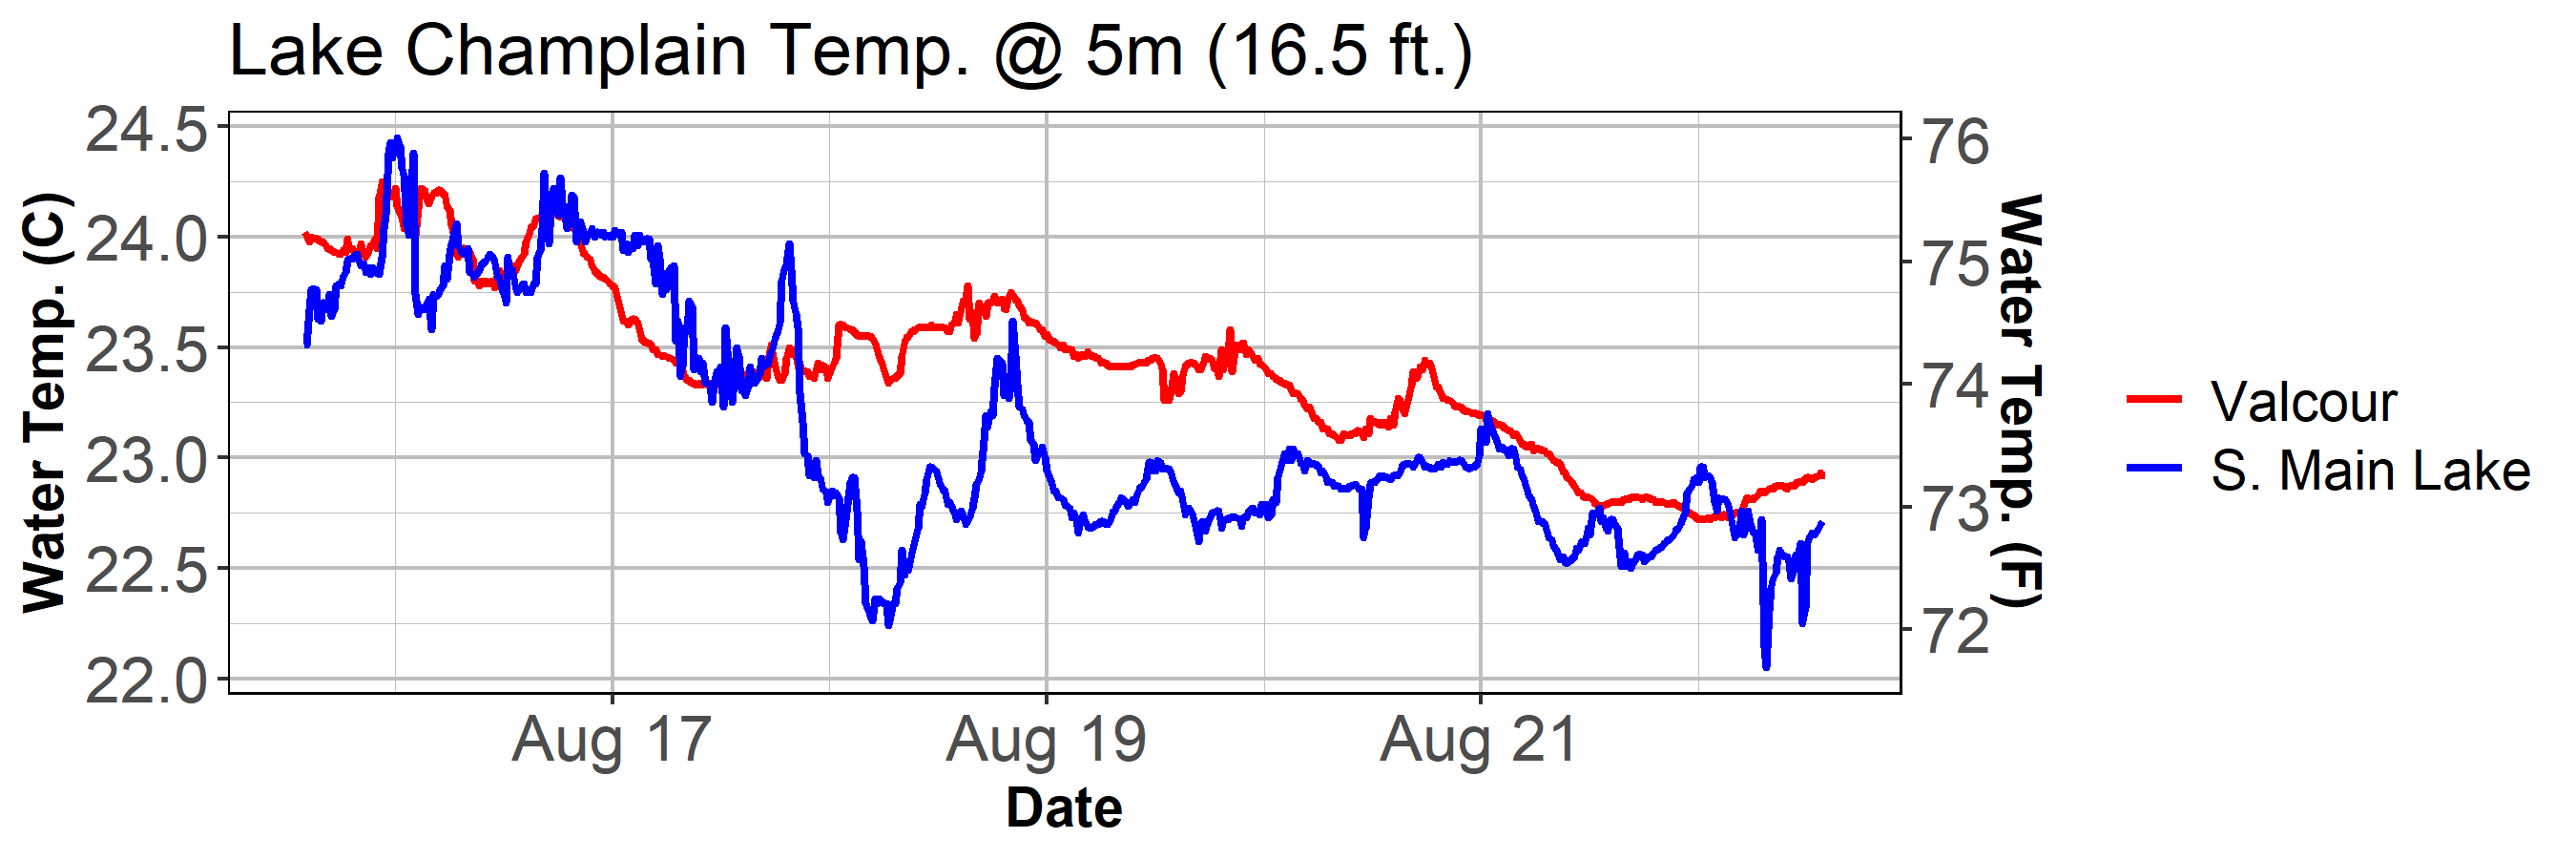 Lake Champlain Temp. @ 5m (16.5 ft.)
Water Temp. (C)
24.5
24.0
23.5
23.0
22.5
22.0
76
75
74
73
72
Water Temp. (F)
Aug 17
Aug 19
Aug 21
Date
Valcour
S. Main Lake